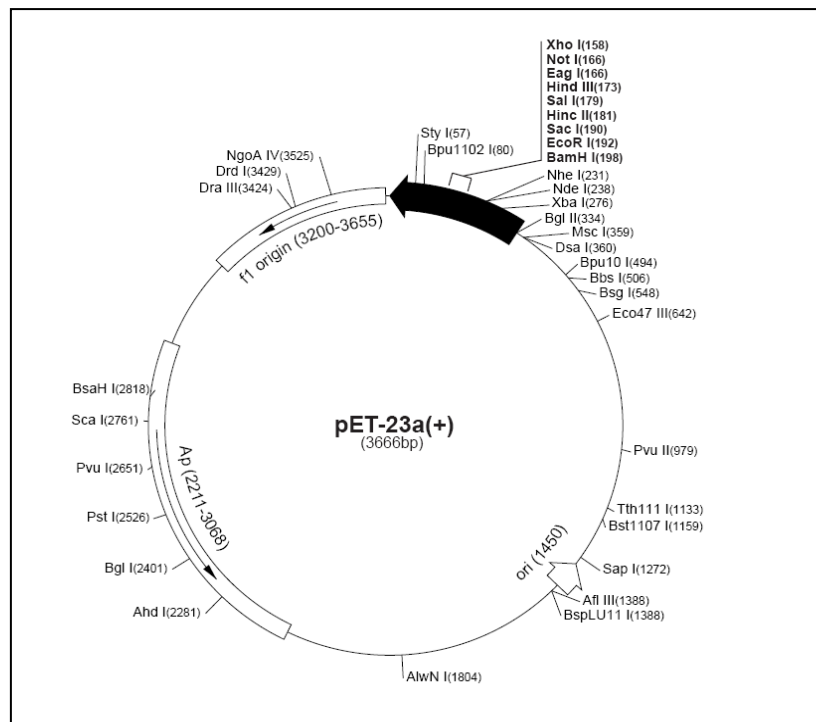 Xho I(158)
Not I(166)
Eag I(166)
Hind III(173)
Sal I(179)
Hinc II(181)
Sac I(190)
EcoR I(192)
BamH I(198)
Sty I(57)
Bpu1102 I(80)
NgoA IV(3525)
Drd I(3429)
Dra III(3424)
Nhe I(231)
Nde I(238)
Xba I(276)
Bgl II(334)
Msc I(359)
Dsa I(360)
Bpu10 I(494)
Bbs I(506)
Bsg I(548)
Eco47 III(642)
f1 origin (3200-3655)
BsaH I(2818)
Sca I(2761)
Pvu I(2651)
Pst I(2526)
Bgl I(2401)
Ahd I(2281)
Ap (2211-3068)
pET-23a(+)
(3666bp)
Pvu II(979)
Tth111 I(1133)
Bst1107 I(1159)
ori (1450)
Sap I(1272)
Afl III(1388)
BspLU11 I(1388)
AlwN I(1804)